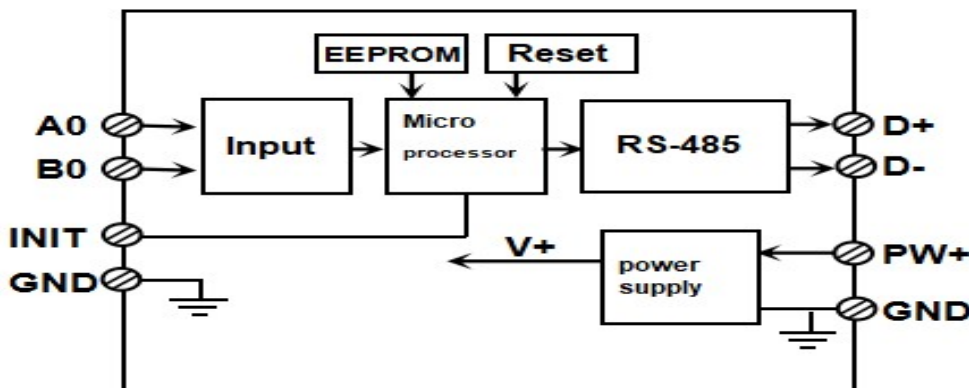 EEPROM
Reset
A0
B0
INIT
GND
Input
Micro
processor
RS-485
D+
D-
V+
power
supply
PW+
GND